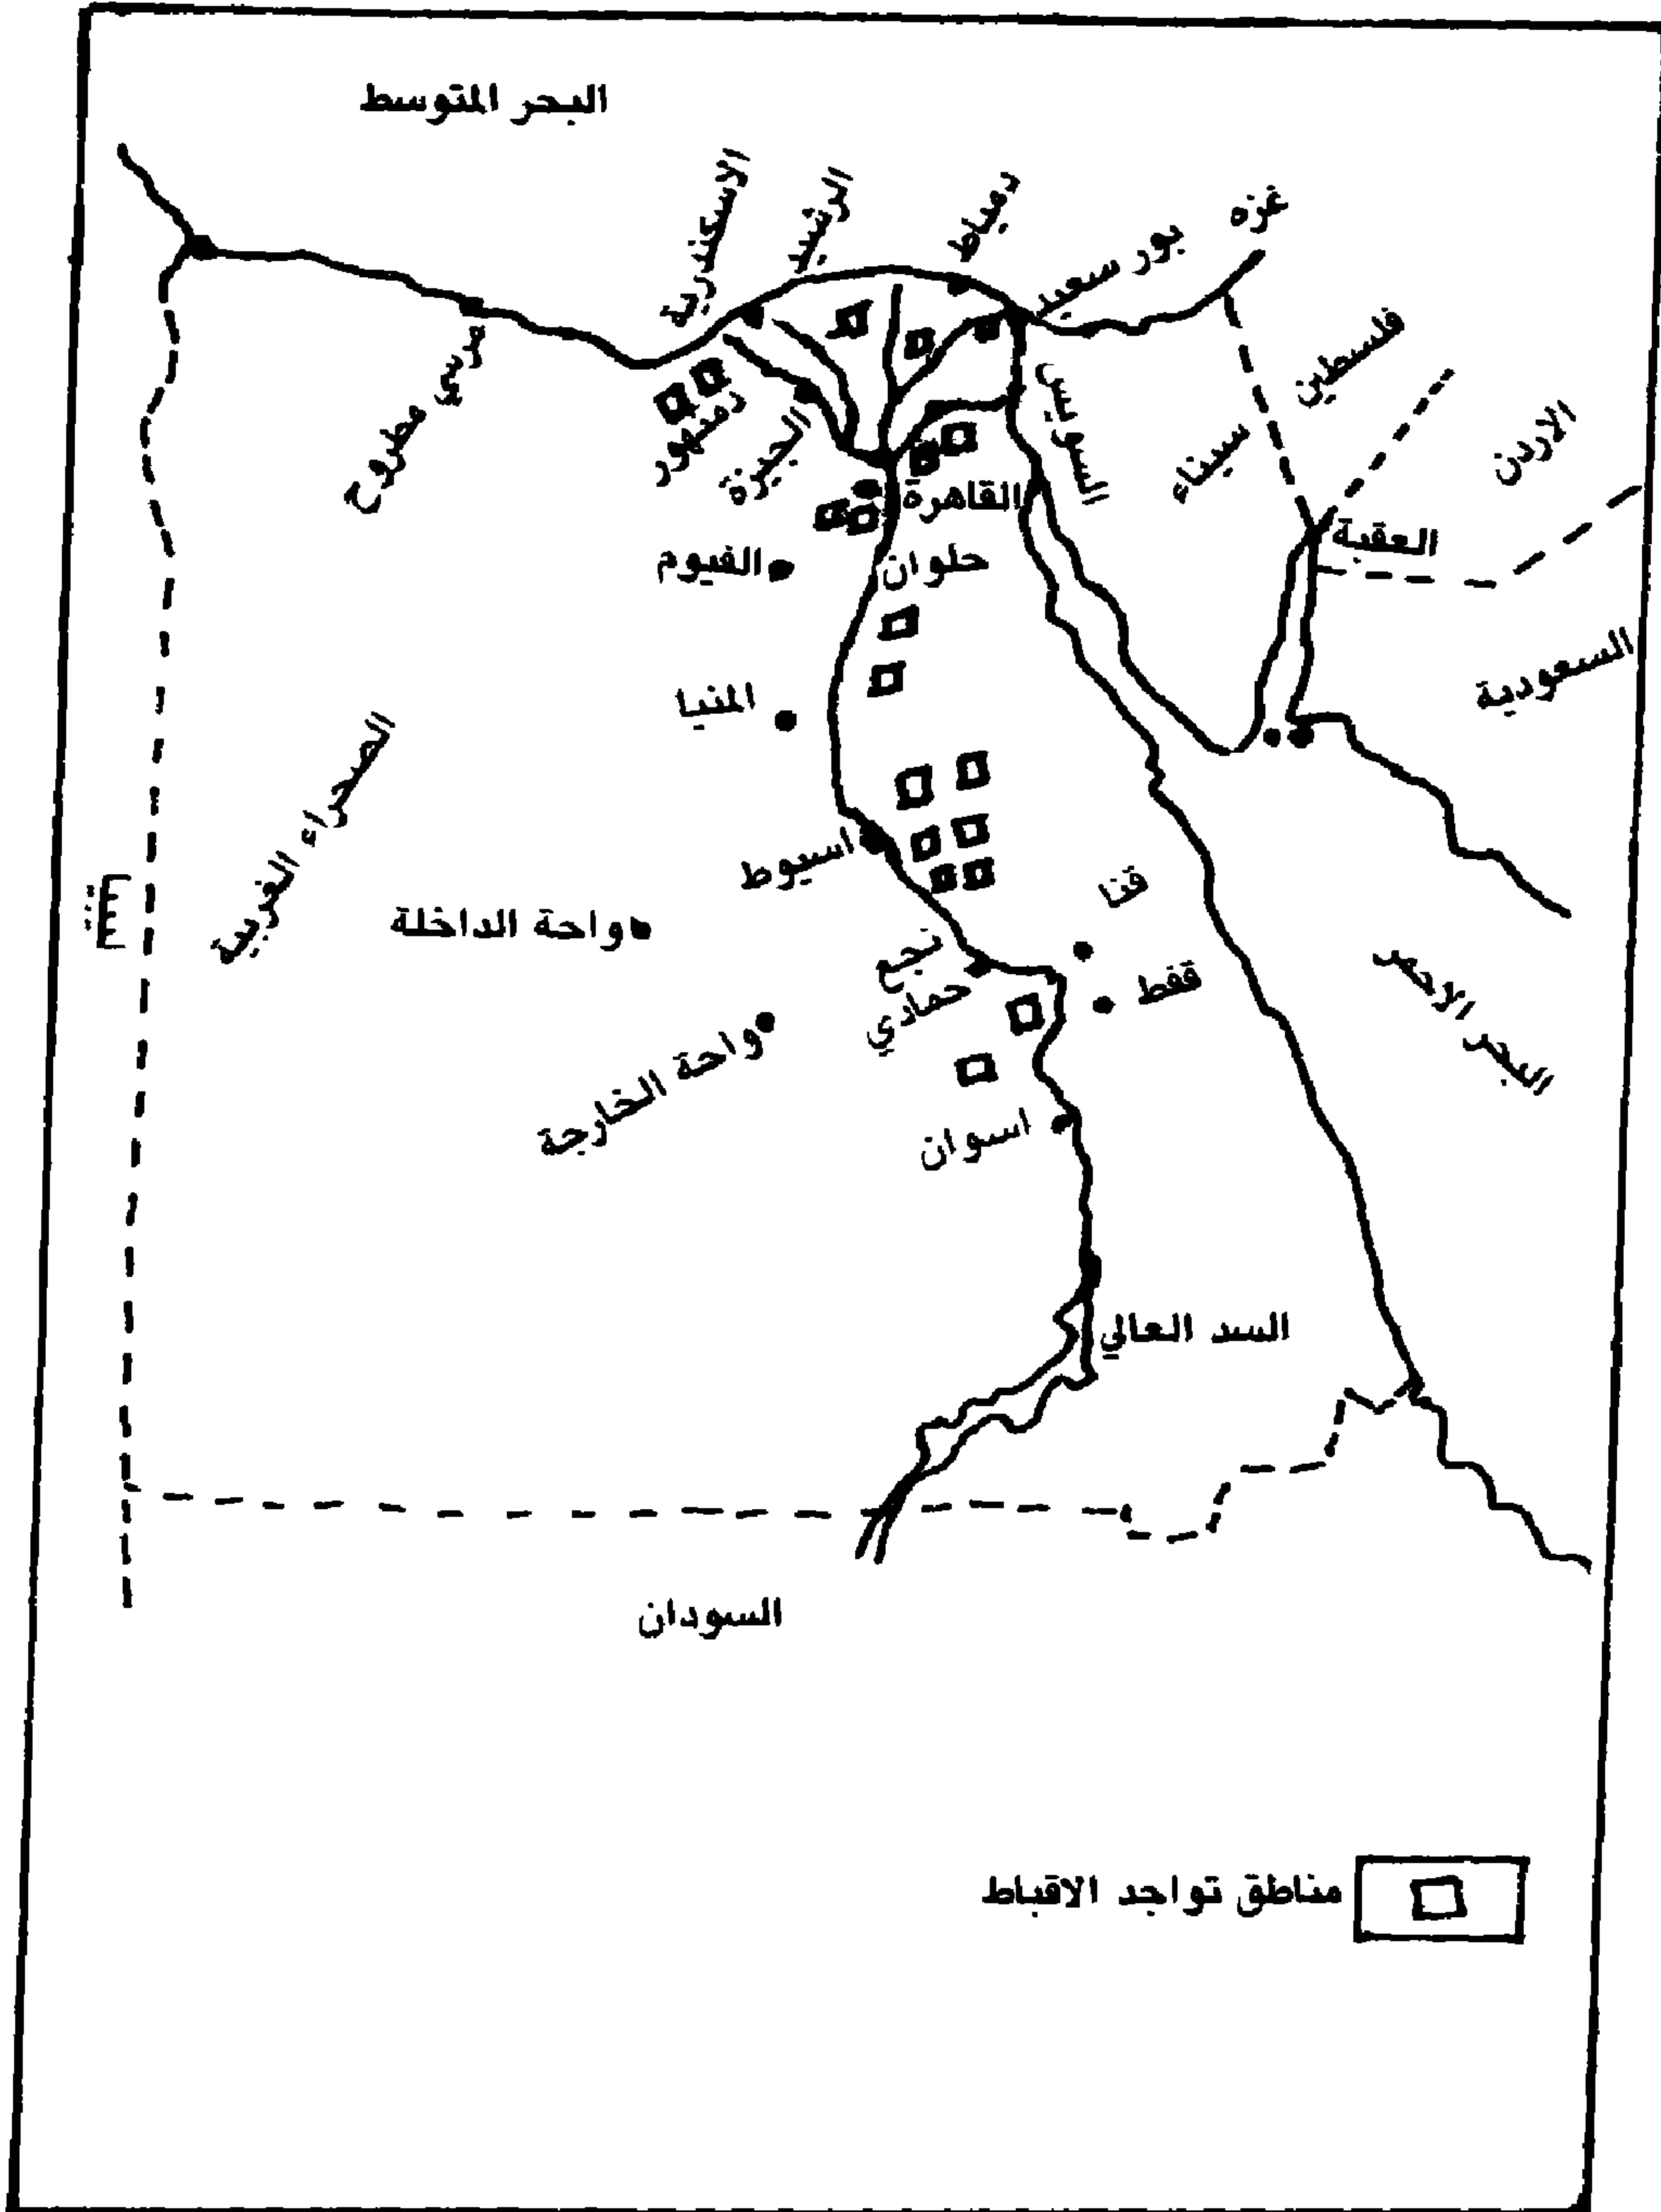 البحر المتوسط
الاسكندرية
الرشيد
دمياط
بور سعيد
غزه
مرسى مطروح
دمنهور
الجيزة
السويس
سيناء
فلسطين
الاردن
القاهرة
العقبة
الفيوم
حلوان
السعودية
المنيا
الصحراء الغربية
اسيوط
واحة الداخلة
قنا
نجع
حمادي
قفط
البحر الاحمر
واحة الخارجة
اسوان
السد العالي
السودان
مناطق تواجد الاقباط